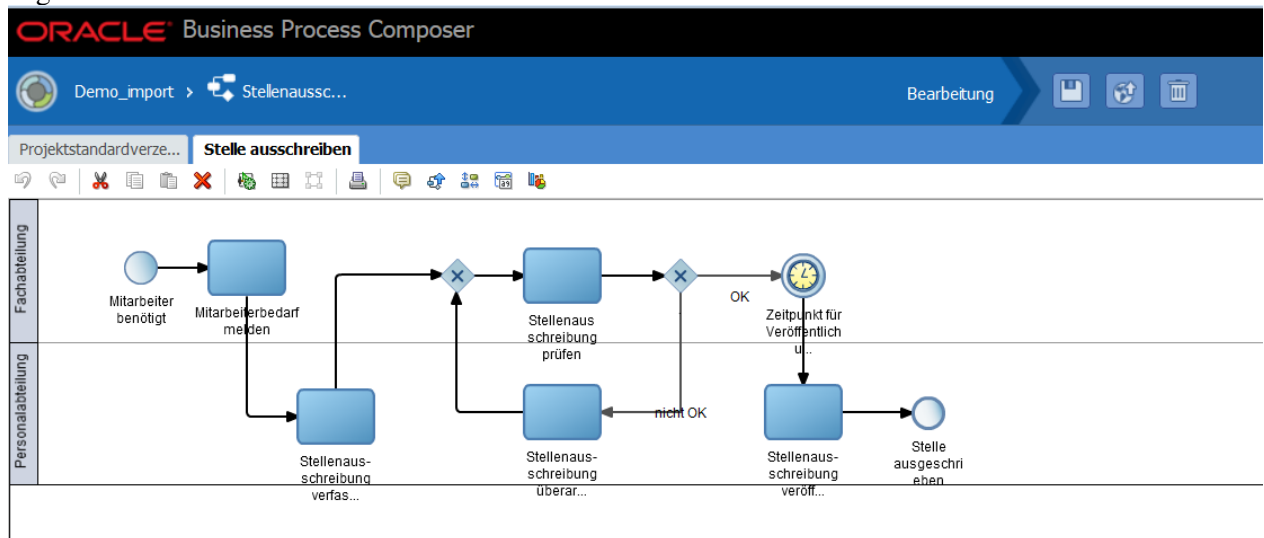 ORACLE Business Process Composer
Demo_import > Stellenaussc...
Bearbeitung
Projektstandardverze...
Stelle ausschreiben
Fachabteilung
Mitarbeiter
benötigt
Mitarbeiterbedarf
melden
Stellenaus
schreibung
prüfen
OK
Zeitpunkt für
Veröffentlich
u...
Personalabteilung
nicht OK
Stellenaus-
schreibung
verfas...
Stellenaus-
schreibung
überar...
Stellenaus-
schreibung
veröff...
Stelle
ausgeschri
eben